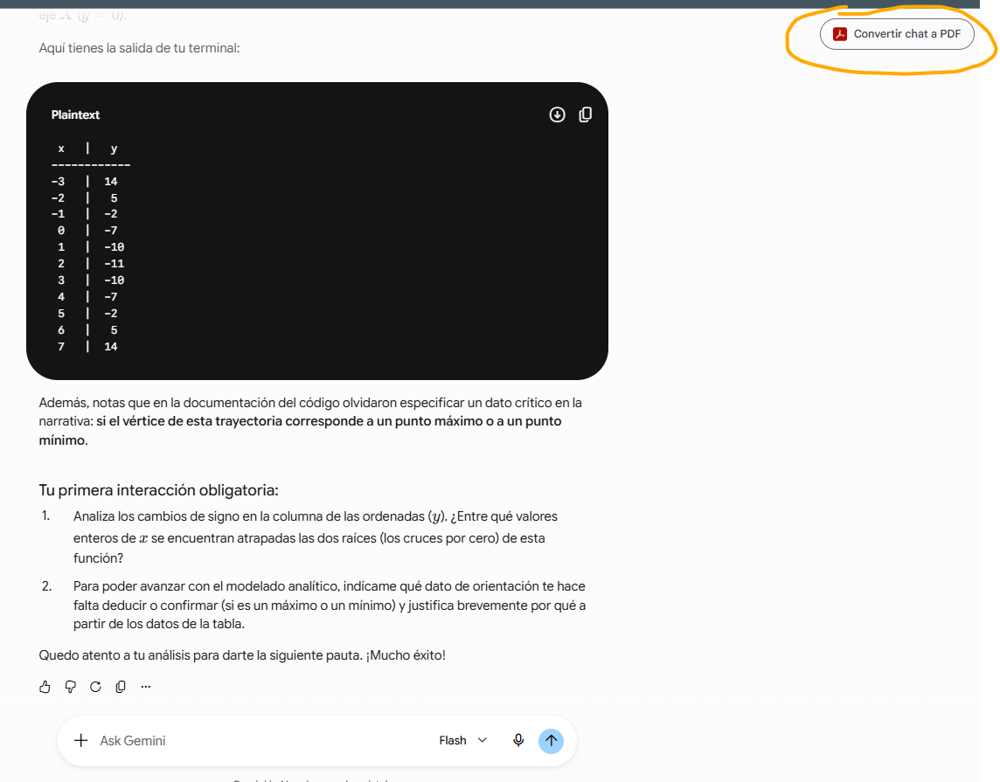 eje X (y = 0).
Convertir chat a PDF
Aquí tienes la salida de tu terminal:
Plaintext
x | y
------------
-3 | 14
-2 | 5
-1 | -2
0 | -7
1 | -10
2 | -11
3 | -10
4 | -7
5 | -2
6 | 5
7 | 14
Además, notas que en la documentación del código olvidaron especificar un dato crítico en la
narrativa: si el vértice de esta trayectoria corresponde a un punto máximo o a un punto
mínimo.
Tu primera interacción obligatoria:
1. Analiza los cambios de signo en la columna de las ordenadas (y). ¿Entre qué valores
enteros de x se encuentran atrapadas las dos raíces (los cruces por cero) de esta
función?
2. Para poder avanzar con el modelado analítico, indícame qué dato de orientación te hace
falta deducir o confirmar (si es un máximo o un mínimo) y justifica brevemente por qué a
partir de los datos de la tabla.
Quedo atento a tu análisis para darte la siguiente pauta. ¡Mucho éxito!
Ask Gemini
Flash